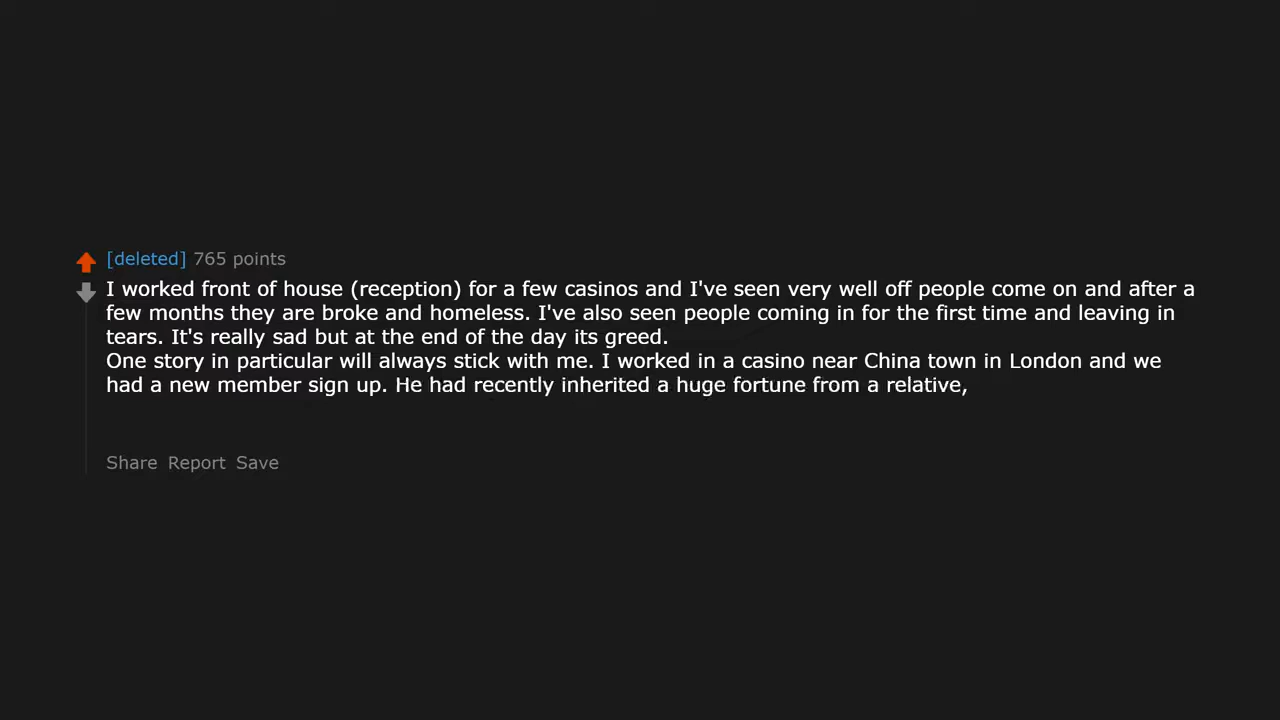 [deleted] 765 points
I worked front of house (reception) for a few casinos and I've seen very well off people come on and after a
few months they are broke and homeless. I've also seen people coming in for the first time and leaving in
tears. It's really sad but at the end of the day its greed.
One story in particular will always stick with me. I worked in a casino near China town in London and we
had a new member sign up. He had recently inherited a huge fortune from a relative,
Share Report Save